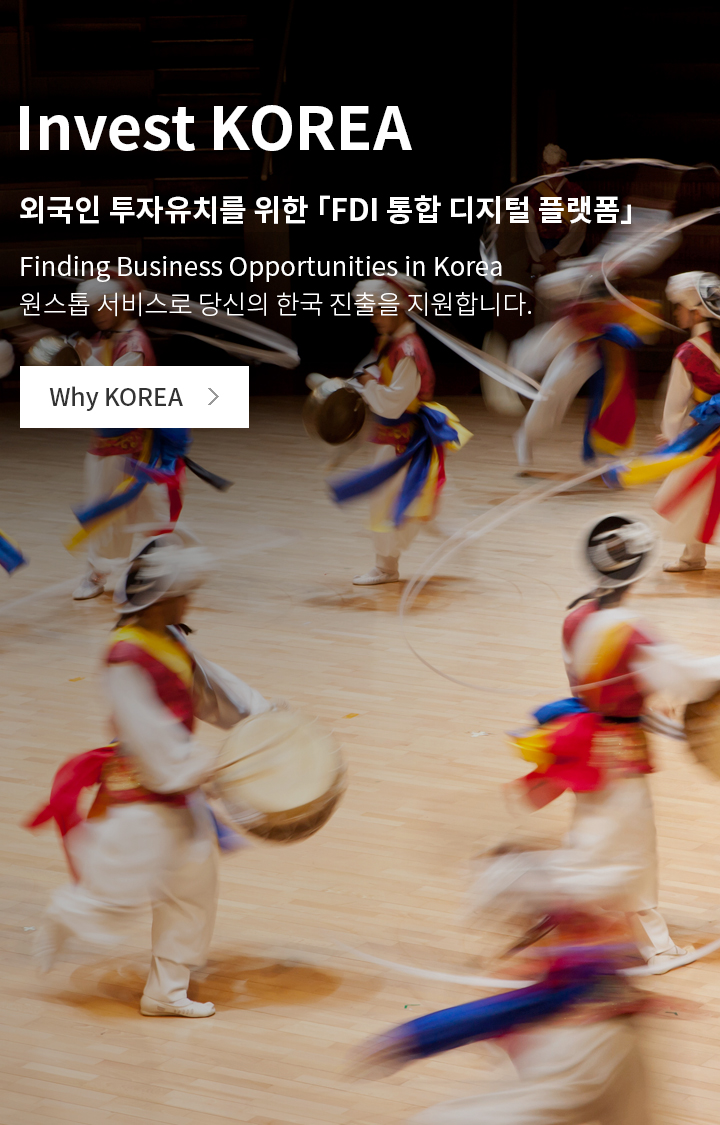 Invest KOREA
외국인 투자유치를 위한 「FDI 통합 디지털 플랫폼」
Finding Business Opportunities in Korea
원스톱 서비스로 당신의 한국 진출을 지원합니다.
Why KOREA